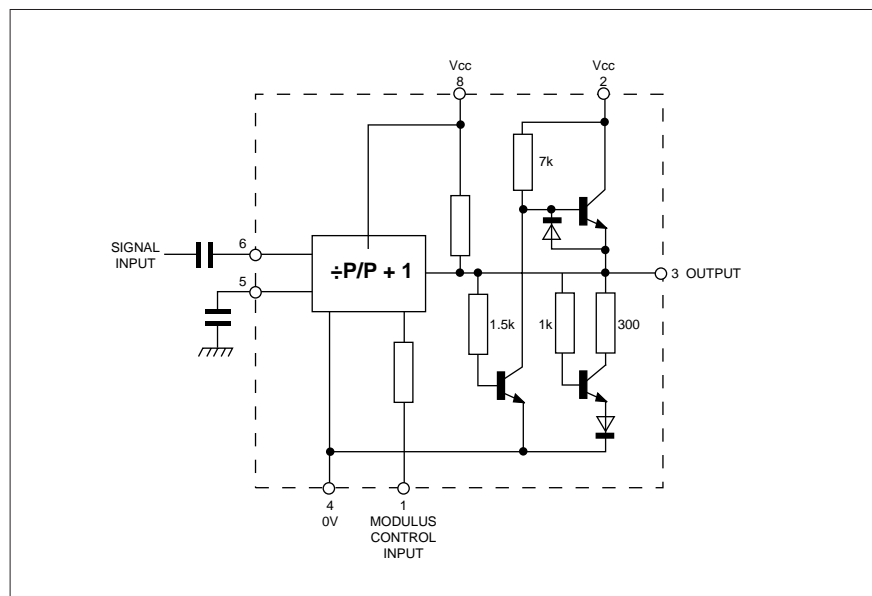 Vcc
8
Vcc
2
7k
SIGNAL
INPUT
6
5
÷P/P + 1
3 OUTPUT
1.5k
1k
300
4
0V
1
MODULUS
CONTROL
INPUT